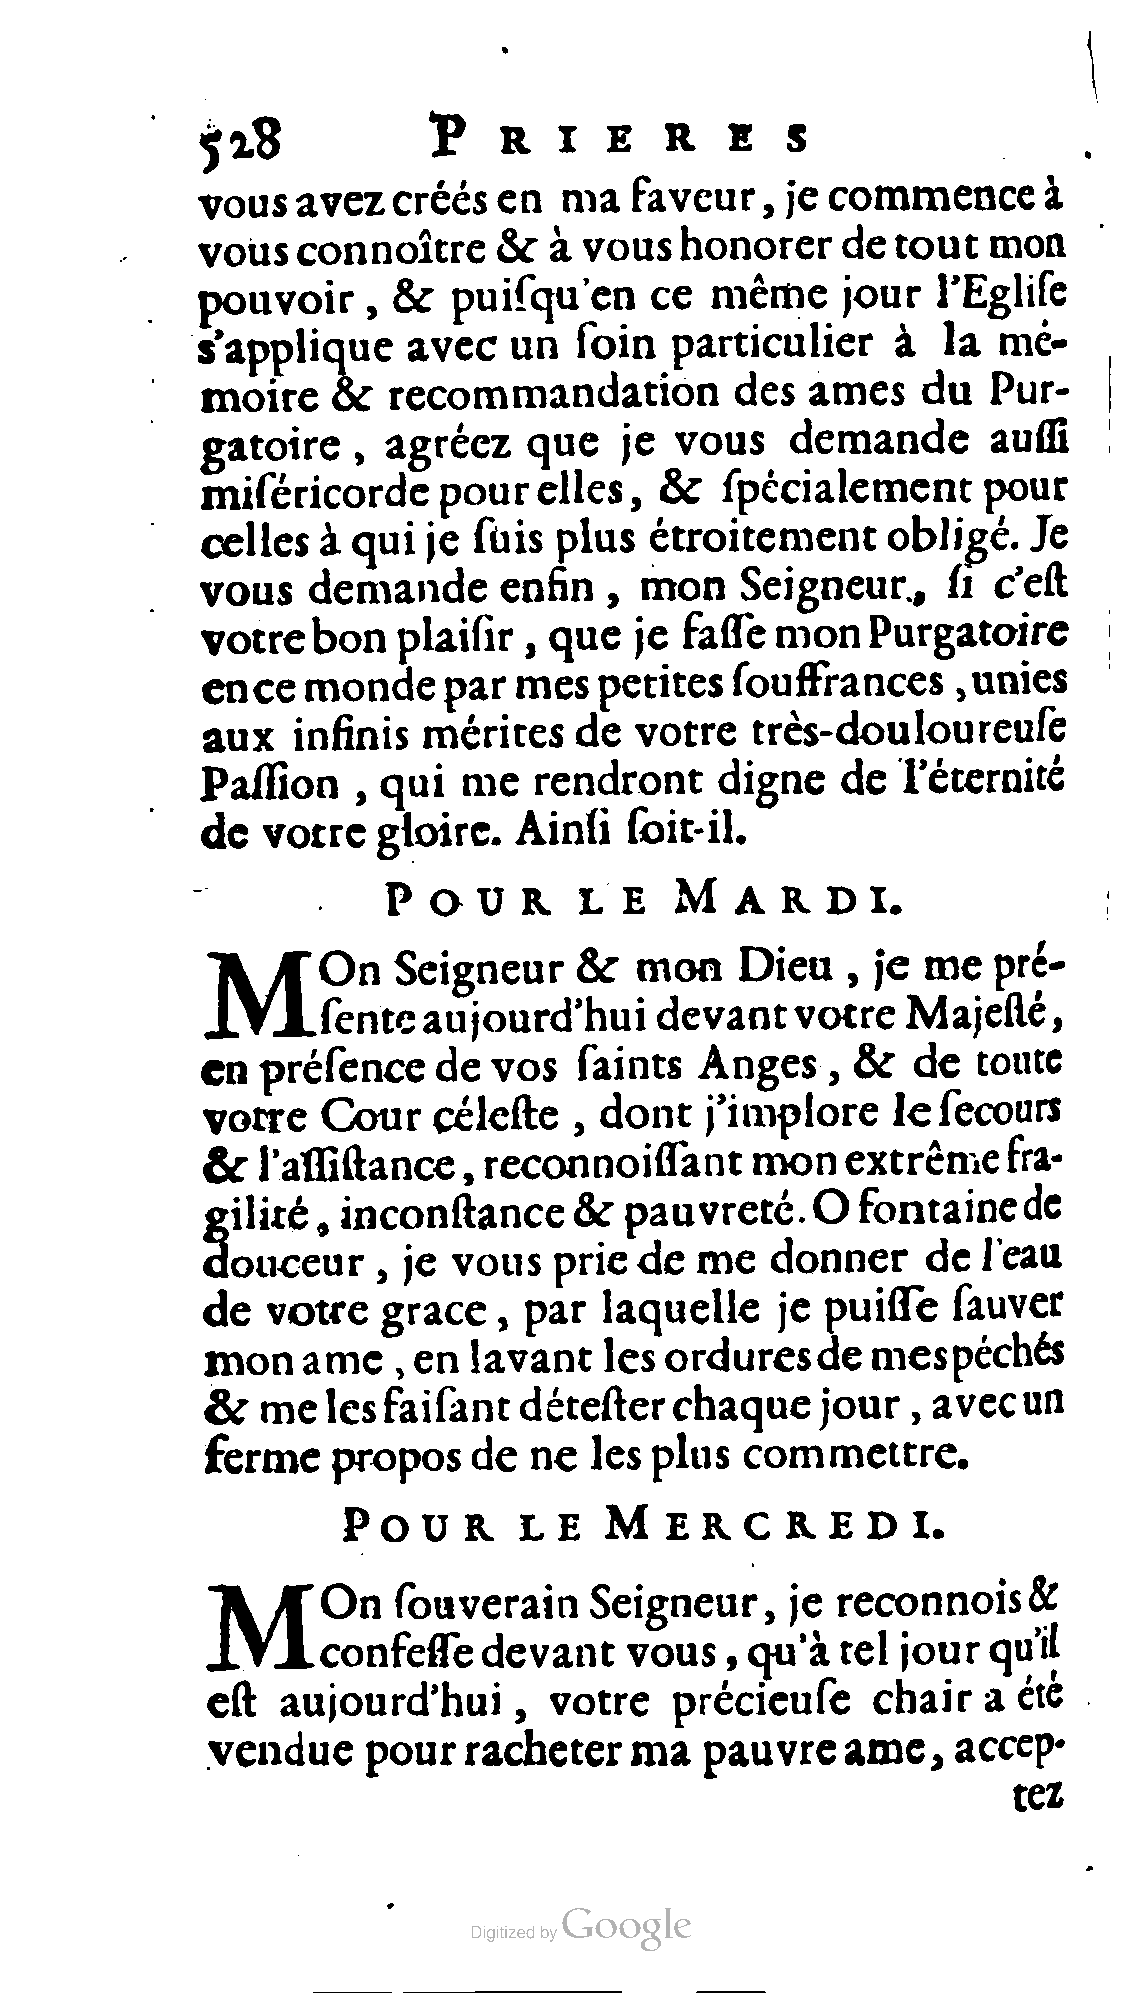 528 PRIERES
vous avez créés en ma faveur, je commence à
vous connoître & à vous honorer de tout mon
pouvoir, & puiſqu'en ce même jour l'Egliſe
s'applique avec un ſoin particulier à la mé-
moire & recommandation des ames du Pur-
gatoire, agréez que je vous demande auſſi
miſéricorde pour elles, & ſpécialement pour
celles à qui je ſuis plus étroitement obligé. Je
vous demande enfin, mon Seigneur, ſi c'eſt
votre bon plaiſir, que je faſſe mon Purgatoire
en ce monde par mes petites ſouffrances, unies
aux infinis mérites de votre très-douloureuſe
Paſſion, qui me rendront digne de l'éternité
de votre gloire. Ainſi ſoit-il.
POUR LE MARDI.
MOn Seigneur & mon Dieu, je me pré-
ſente aujourd'hui devant votre Majeſté,
en préſence de vos ſaints Anges, & de toute
votre Cour céleſte, dont j'implore le ſecours
& l'aſſiſtance, reconnoiſſant mon extrême fra-
gilité, inconſtance & pauvreté. O fontaine de
douceur, je vous prie de me donner de l'eau
de votre grace, par laquelle je puiſſe ſauver
mon ame, en lavant les ordures de mes péchés
& me les faiſant déteſter chaque jour, avec un
ferme propos de ne les plus commettre.
POUR LE MERCREDI.
MOn ſouverain Seigneur, je reconnois &
confeſſe devant vous, qu'à tel jour qu'il
eſt aujourd'hui, votre précieuſe chair a été
vendue pour racheter ma pauvre ame, accep-
tez
Digitized by Google